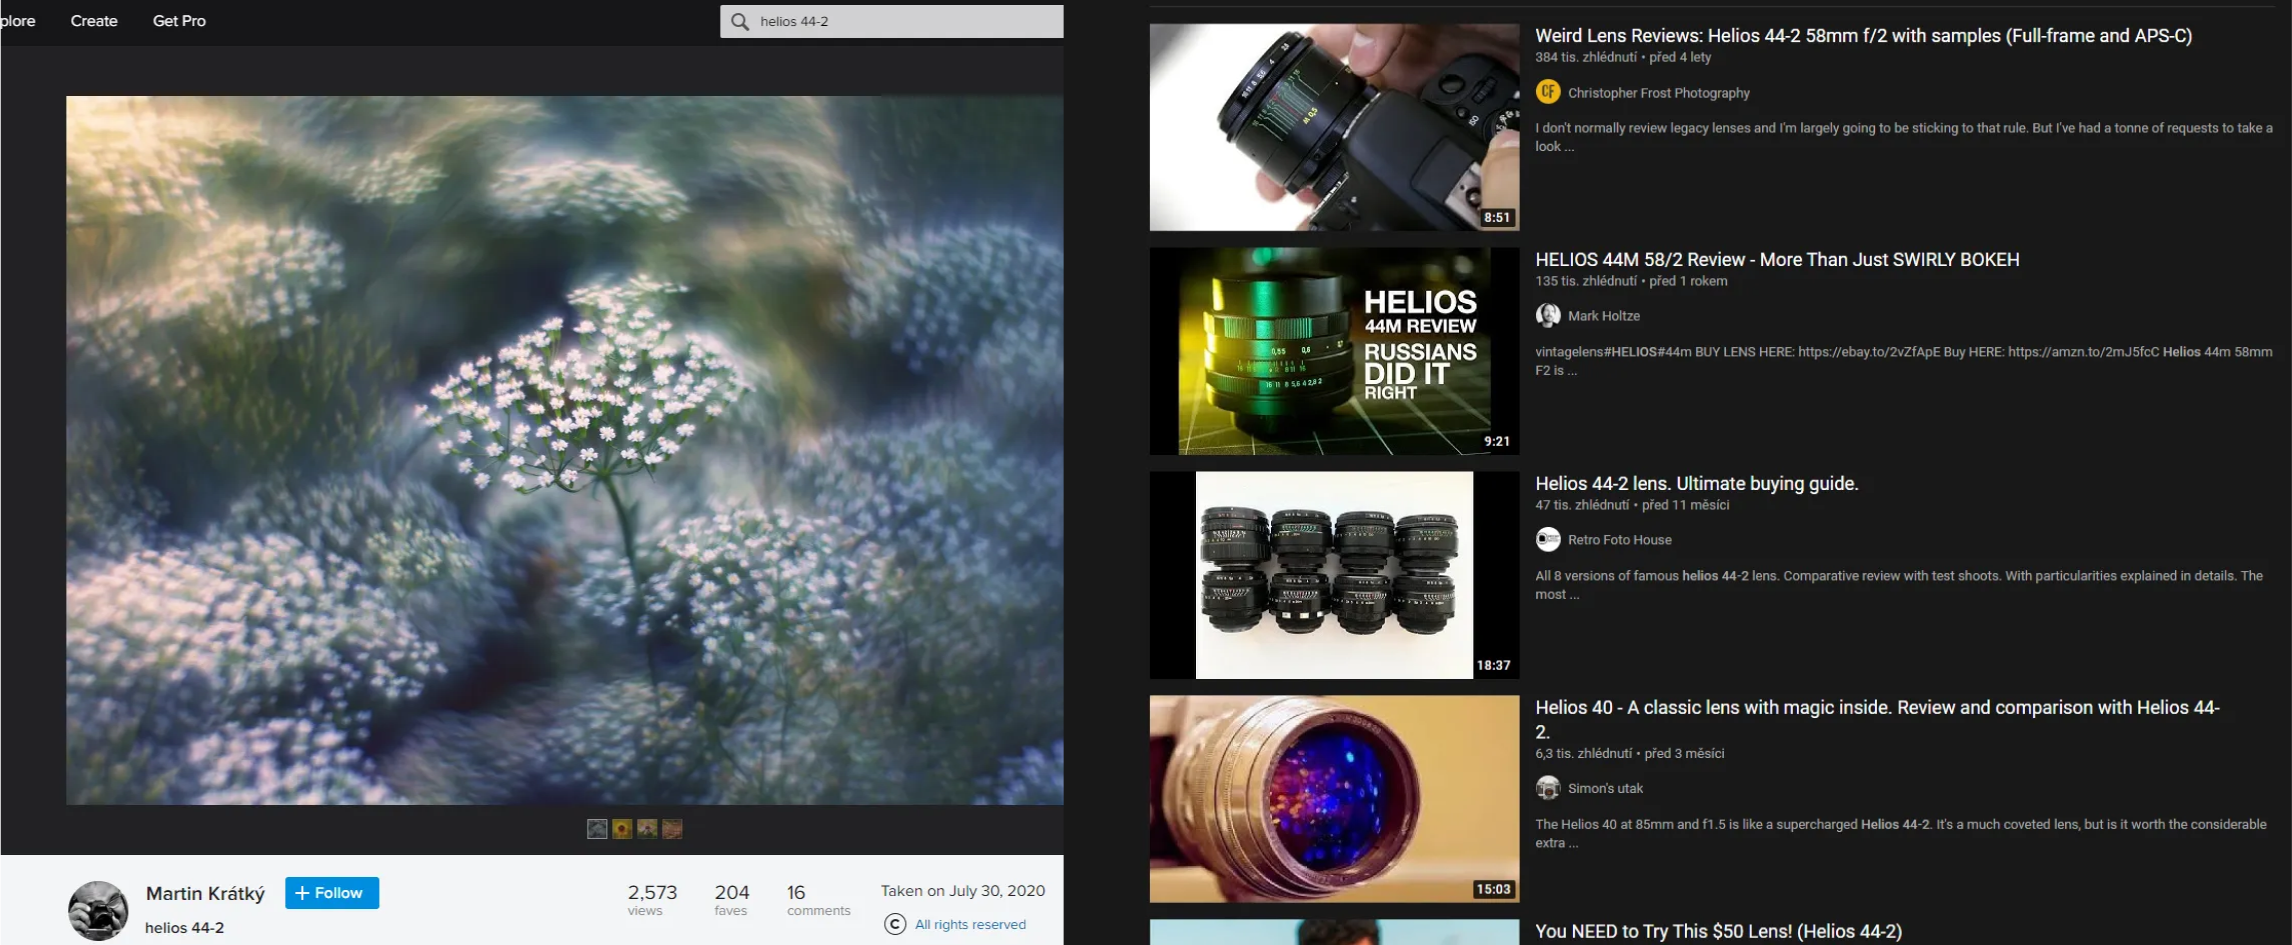 plore Create Get Pro
helios 44-2
Martin Krátký
+ Follow
helios 44-2
2,573
views
204
faves
16
comments
Taken on July 30, 2020
© All rights reserved
8:51
Weird Lens Reviews: Helios 44-2 58mm f/2 with samples (Full-frame and APS-C)
384 tis. zhlédnutí • před 4 lety
CF Christopher Frost Photography
I don't normally review legacy lenses and I'm largely going to be sticking to that rule. But I've had a tonne of requests to take a
look ...
HELIOS
44M REVIEW
RUSSIANS
DID IT
RIGHT
9:21
HELIOS 44M 58/2 Review - More Than Just SWIRLY BOKEH
135 tis. zhlédnutí • před 1 rokem
Mark Holtze
vintagelens#HELIOS#44m BUY LENS HERE: https://ebay.to/2vZfApE Buy HERE: https://amzn.to/2mJ5fcC Helios 44m 58mm
F2 is ...
18:37
Helios 44-2 lens. Ultimate buying guide.
47 tis. zhlédnutí • před 11 měsíci
Retro Foto House
All 8 versions of famous helios 44-2 lens. Comparative review with test shoots. With particularities explained in details. The
most ...
15:03
Helios 40 - A classic lens with magic inside. Review and comparison with Helios 44-
2.
6,3 tis. zhlédnutí • před 3 měsíci
Simon's utak
The Helios 40 at 85mm and f1.5 is like a supercharged Helios 44-2. It's a much coveted lens, but is it worth the considerable
extra ...
You NEED to Try This $50 Lens! (Helios 44-2)